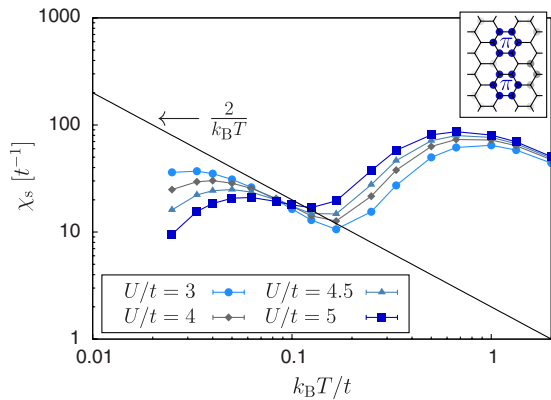 1000
100
10
1
χs [t⁻¹]
π
π
← 2/kBT
U/t = 3
U/t = 4.5
U/t = 4
U/t = 5
0.01
0.1
1
kBT/t